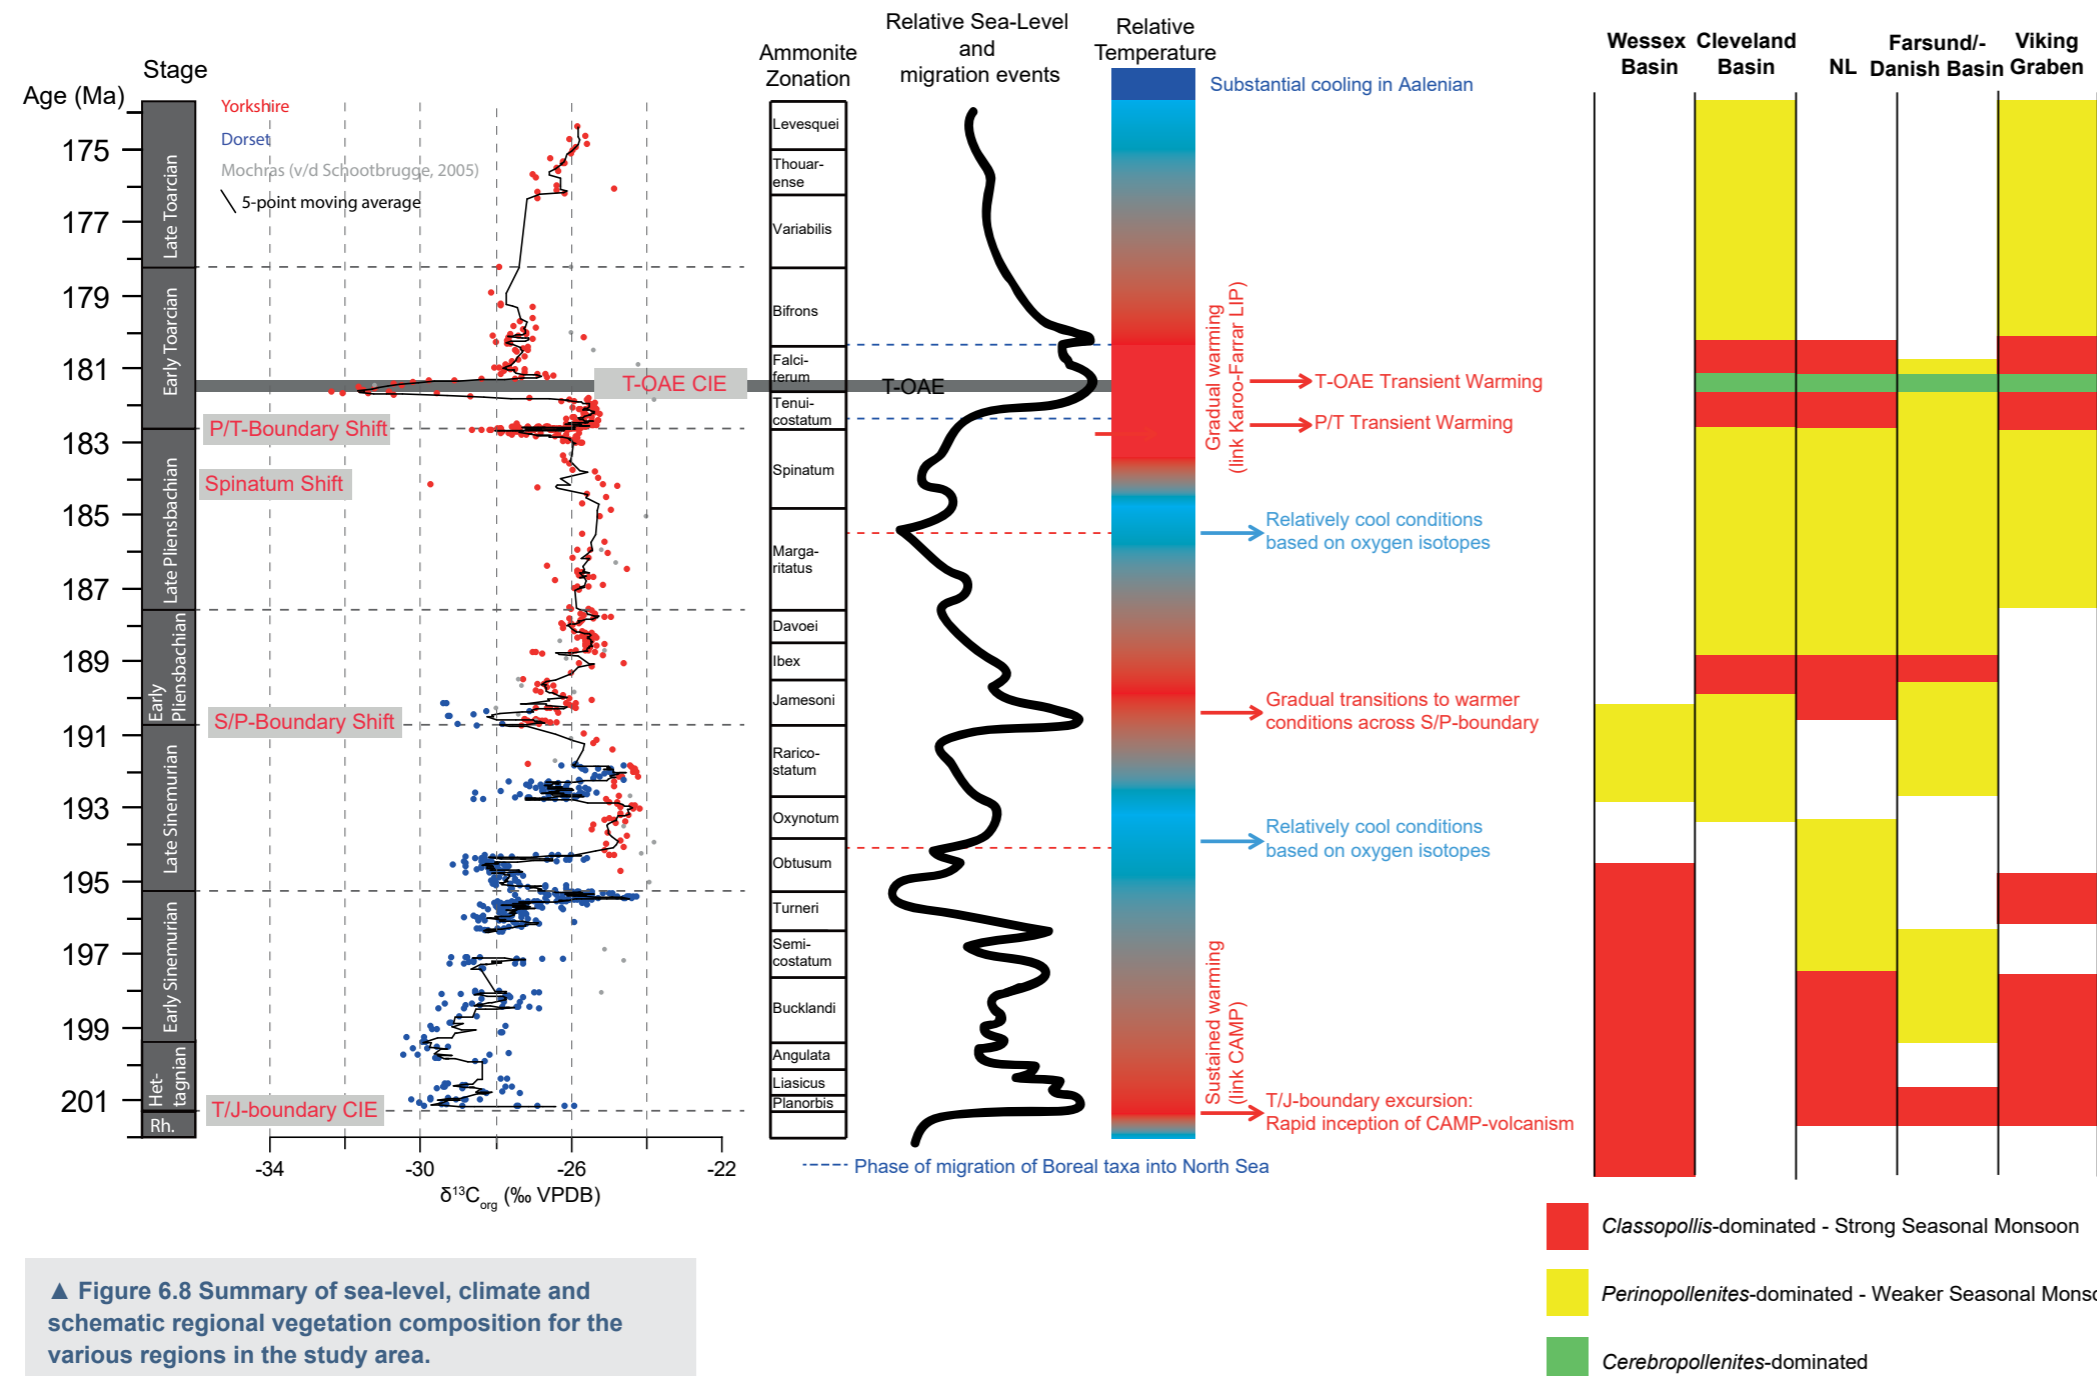 Age (Ma)
Stage
Ammonite
Zonation
Relative Sea-Level
and
migration events
Relative
Temperature
Wessex
Basin
Cleveland
Basin
NL
Farsund/-
Danish Basin
Viking
Graben
Yorkshire
Dorset
Mochras (v/d Schootbrugge, 2005)
5-point moving average
175
177
179
181
183
185
187
189
191
193
195
197
199
201
Late Toarcian
Early Toarcian
Late Pliensbachian
Early
Pliensbachian
Late Sinemurian
Early Sinemurian
Het-
tagnian
Rh.
T-OAE CIE
P/T-Boundary Shift
Spinatum Shift
S/P-Boundary Shift
T/J-boundary CIE
-34
-30
-26
-22
δ¹³Corg (‰ VPDB)
Levesquei
Thouar-
ense
Variabilis
Bifrons
Falci-
ferum
Tenui-
costatum
Spinatum
Marga-
ritatus
Davoei
Ibex
Jamesoni
Rarico-
statum
Oxynotum
Obtusum
Turneri
Semi-
costatum
Bucklandi
Angulata
Liasicus
Planorbis
T-OAE
Phase of migration of Boreal taxa into North Sea
Substantial cooling in Aalenian
Gradual warming
(link Karoo-Farrar LIP)
T-OAE Transient Warming
P/T Transient Warming
Relatively cool conditions
based on oxygen isotopes
Gradual transitions to warmer
conditions across S/P-boundary
Relatively cool conditions
based on oxygen isotopes
Sustained warming
(link CAMP)
T/J-boundary excursion:
Rapid inception of CAMP-volcanism
Classopollis-dominated - Strong Seasonal Monsoon
Perinopollenites-dominated - Weaker Seasonal Monso
Cerebropollenites-dominated
▲ Figure 6.8 Summary of sea-level, climate and
schematic regional vegetation composition for the
various regions in the study area.